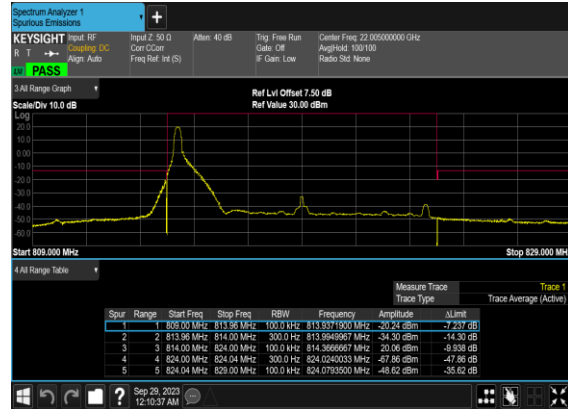 Spectrum Analyzer 1
Spurious Emissions
KEYSIGHT Input: RF Input Z: 50 Ω Atten: 40 dB Trig: Free Run Center Freq: 22.005000000 GHz
R T Coupling: DC Corr CCorr Gate: Off Avg|Hold: 100/100
Align: Auto Freq Ref: Int (S) IF Gain: Low Radio Std: None
PASS
3 All Range Graph
Ref Lvl Offset 7.50 dB
Scale/Div 10.0 dB Ref Value 30.00 dBm
Log
20.0
10.0
0.00
-10.0
-20.0
-30.0
-40.0
-50.0
-60.0
Start 809.000 MHz Stop 829.000 MH
4 All Range Table
Measure Trace Trace 1
Trace Type Trace Average (Active)
Spur Range Start Freq Stop Freq RBW Frequency Amplitude ΔLimit
1 1 809.00 MHz 813.96 MHz 100.0 kHz 813.9371900 MHz -20.24 dBm -7.237 dB
2 2 813.96 MHz 814.00 MHz 300.0 Hz 813.9949967 MHz -34.30 dBm -14.30 dB
3 3 814.00 MHz 824.00 MHz 100.0 kHz 814.3666667 MHz 20.06 dBm -9.938 dB
4 4 824.00 MHz 824.04 MHz 300.0 Hz 824.0240033 MHz -67.86 dBm -47.86 dB
5 5 824.04 MHz 829.00 MHz 100.0 kHz 824.0793500 MHz -48.62 dBm -35.62 dB
? Sep 29, 2023
12:10:37 AM